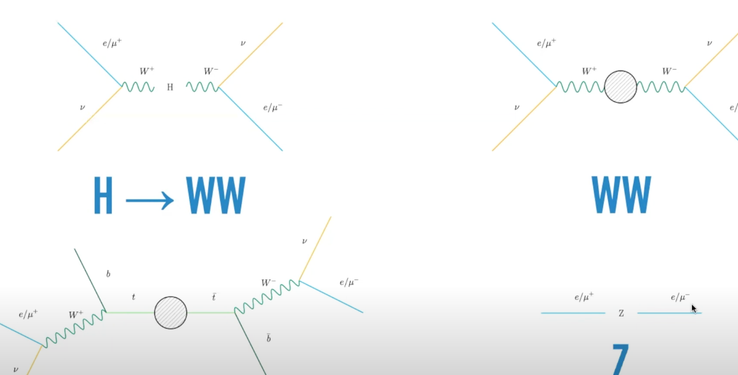 e/μ⁺ ν
W⁺ H W⁻
ν e/μ⁻
H → WW
e/μ⁺ ν
W⁺ W⁻
ν e/
WW
ν
b
t t̄ W⁻ e/μ⁻
e/μ⁺ W⁺
b̄
ν
e/μ⁺ e/μ⁻
Z
Z